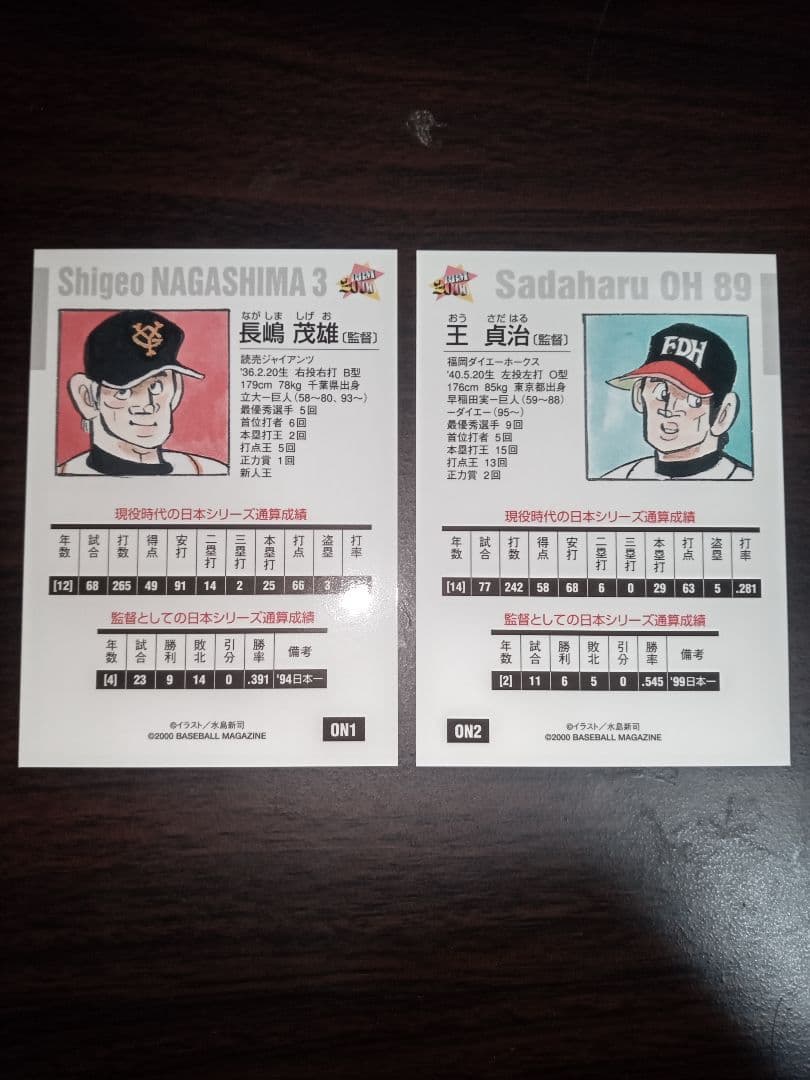 Shigeo NAGASHIMA 3
BBM 2000
YG
ながしま しげお
長嶋 茂雄〔監督〕
読売ジャイアンツ
'36.2.20生 右投右打 B型
179cm 78kg 千葉県出身
立大－巨人(58〜80、93〜)
最優秀選手 5回
首位打者 6回
本塁打王 2回
打点王 5回
正力賞 1回
新人王
現役時代の日本シリーズ通算成績
年数 試合 打数 得点 安打 二塁打 三塁打 本塁打 打点 盗塁 打率
[12] 68 265 49 91 14 2 25 66 3
監督としての日本シリーズ通算成績
年数 試合 勝利 敗北 引分 勝率 備考
[4] 23 9 14 0 .391 '94日本一
©イラスト／水島新司
©2000 BASEBALL MAGAZINE
ON1
BBM 2000
Sadaharu OH 89
おう さだはる
王 貞治〔監督〕
福岡ダイエーホークス
'40.5.20生 左投左打 O型
176cm 85kg 東京都出身
早稲田実－巨人(59〜88)
－ダイエー(95〜)
最優秀選手 9回
首位打者 5回
本塁打王 15回
打点王 13回
正力賞 2回
FDH
現役時代の日本シリーズ通算成績
年数 試合 打数 得点 安打 二塁打 三塁打 本塁打 打点 盗塁 打率
[14] 77 242 58 68 6 0 29 63 5 .281
監督としての日本シリーズ通算成績
年数 試合 勝利 敗北 引分 勝率 備考
[2] 11 6 5 0 .545 '99日本一
©イラスト／水島新司
©2000 BASEBALL MAGAZINE
ON2